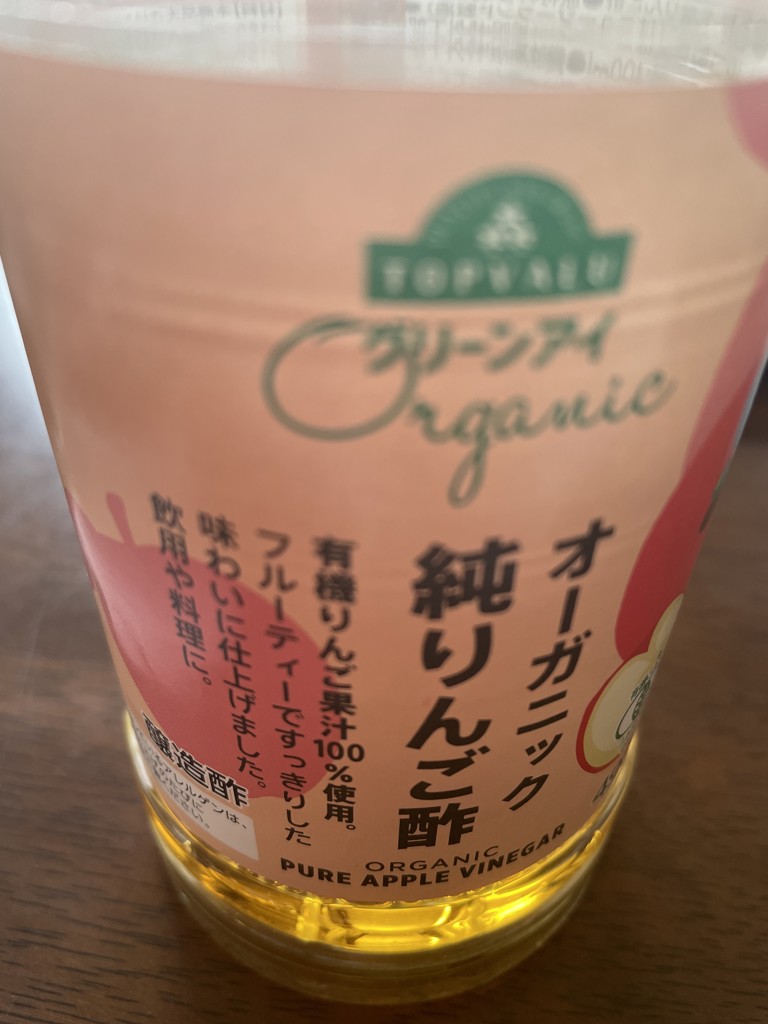 TOPVALU
グリーンアイ
Organic
オーガニック
純りんご酢
ORGANIC
PURE APPLE VINEGAR
有機りんご果汁100%使用。
フルーティーですっきりした
味わいに仕上げました。
飲用や料理に。
醸造酢